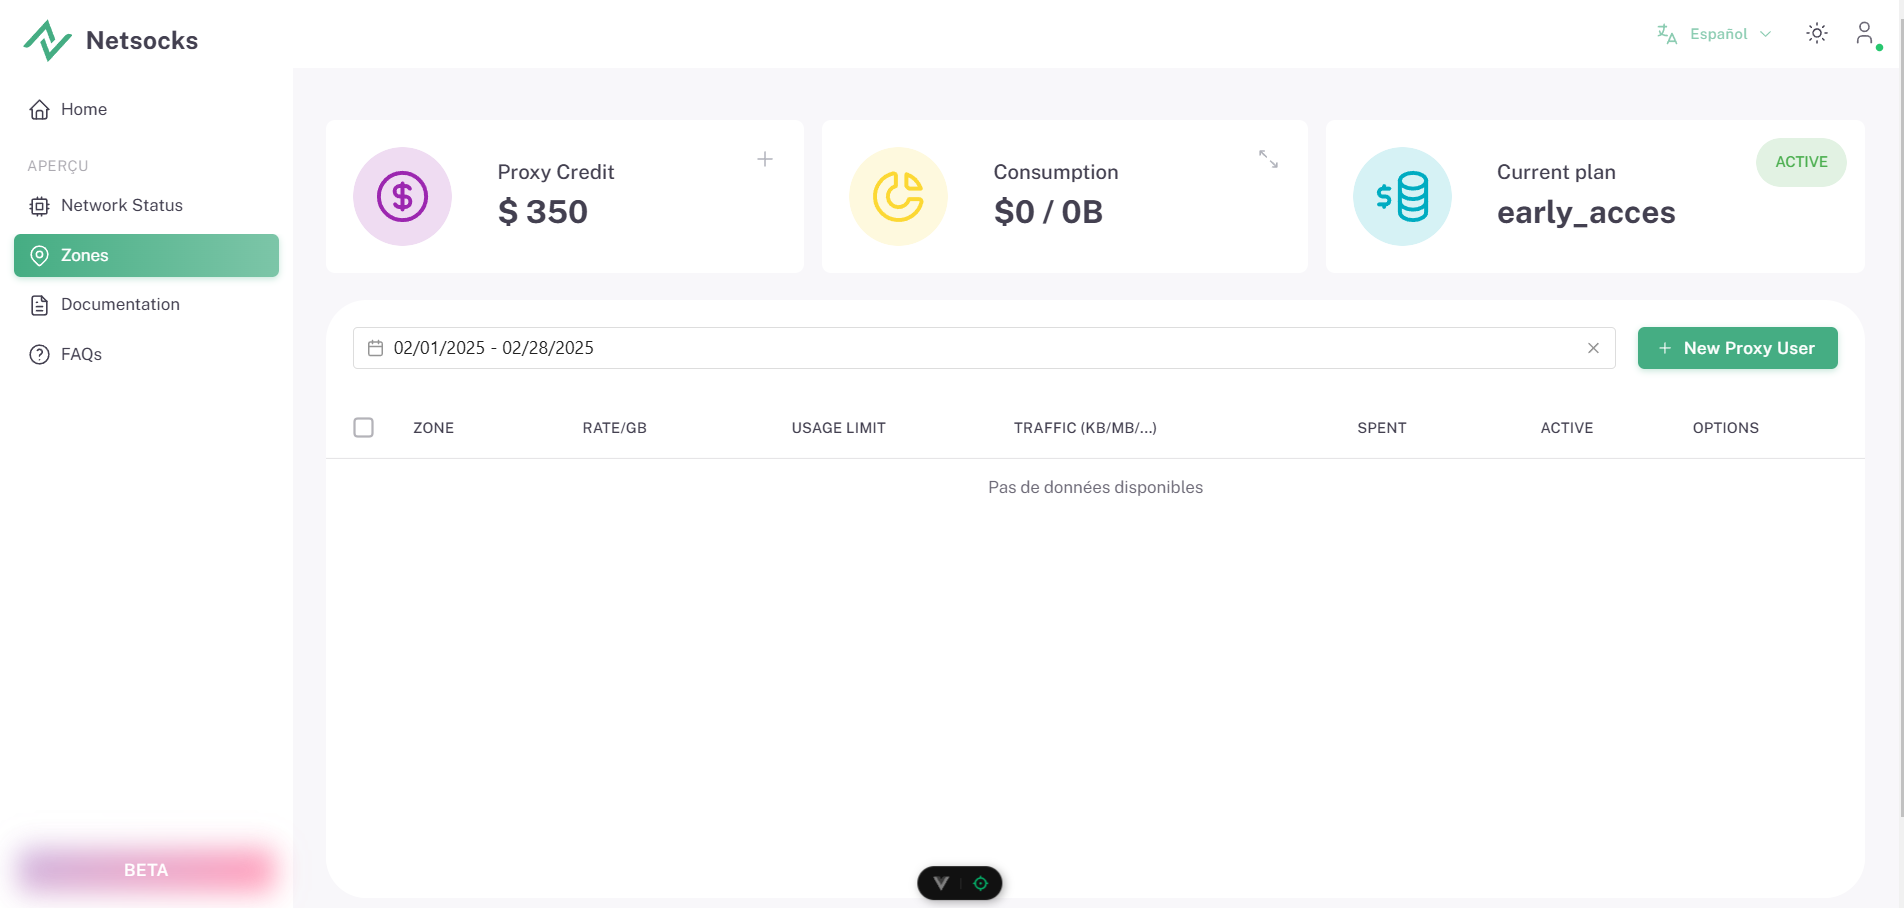 Netsocks
Español
Home
APERÇU
Network Status
Zones
Documentation
FAQs
BETA
Proxy Credit
$ 350
Consumption
$0 / 0B
Current plan
early_acces
ACTIVE
02/01/2025 - 02/28/2025
New Proxy User
ZONE RATE/GB USAGE LIMIT TRAFFIC (KB/MB/...) SPENT ACTIVE OPTIONS
Pas de données disponibles